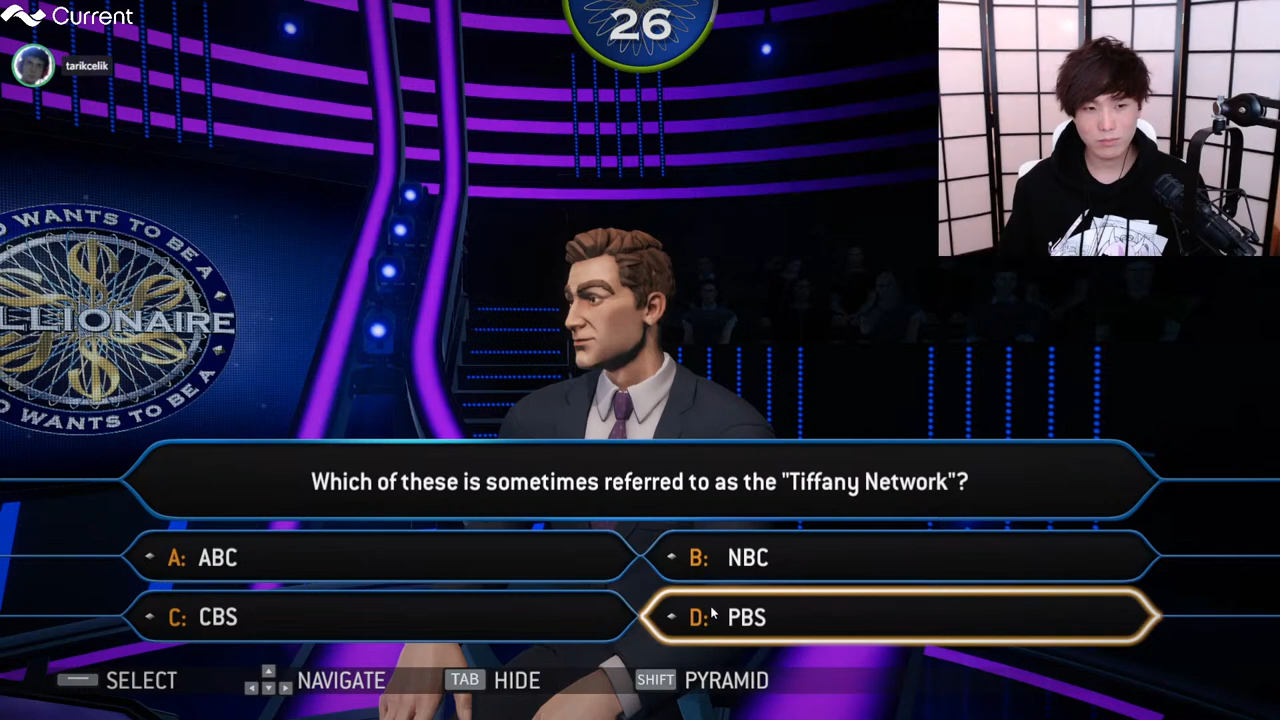 Current
26
tarikcelik
O WANTS TO BE A
LLIONAIRE
O WANTS TO BE A
Which of these is sometimes referred to as the "Tiffany Network"?
A: ABC
B: NBC
C: CBS
D: PBS
SELECT
NAVIGATE
TAB HIDE
SHIFT PYRAMID